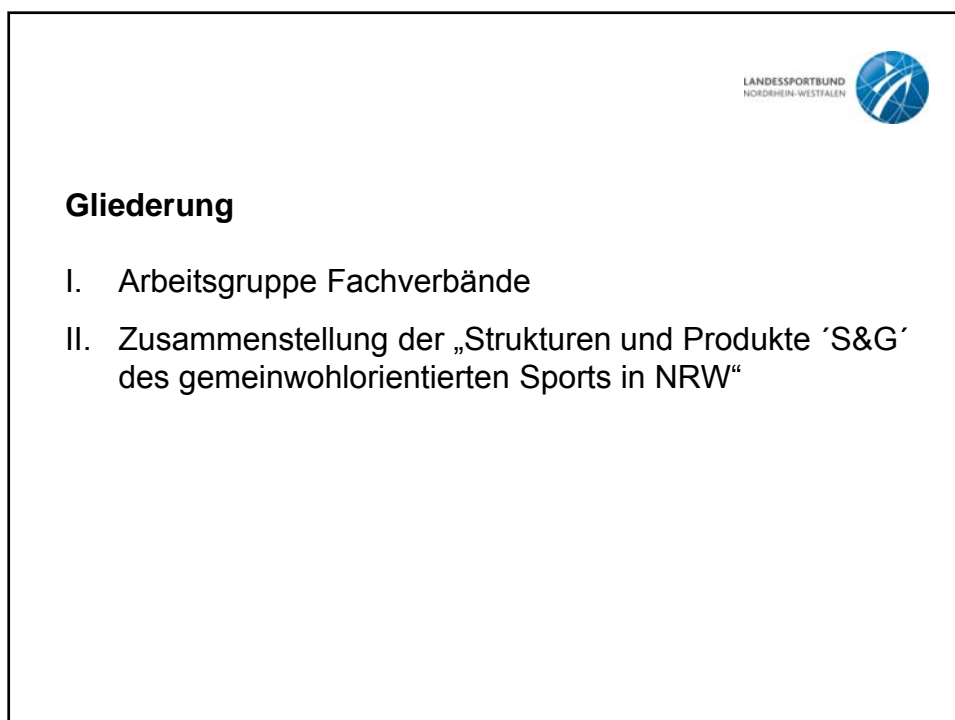 LANDESSPORTBUND
NORDRHEIN-WESTFALEN
Gliederung
I. Arbeitsgruppe Fachverbände
II. Zusammenstellung der „Strukturen und Produkte ´S&G´
des gemeinwohlorientierten Sports in NRW“